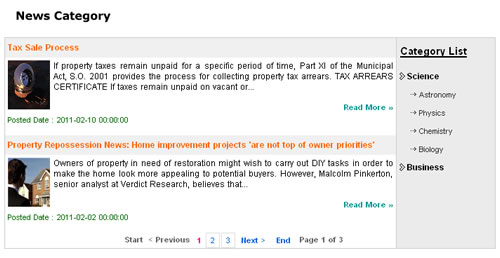 News Category
Tax Sale Process
If property taxes remain unpaid for a specific period of time, Part XI of the Municipal
Act, S.O. 2001 provides the process for collecting property tax arrears. TAX ARREARS
CERTIFICATE If taxes remain unpaid on vacant or...
Read More »
Posted Date : 2011-02-10 00:00:00
Property Repossession News: Home improvement projects 'are not top of owner priorities'
Owners of property in need of restoration might wish to carry out DIY tasks in order to
make the home look more appealing to potential buyers. However, Malcolm Pinkerton,
senior analyst at Verdict Research, believes that...
Read More »
Posted Date : 2011-02-02 00:00:00
Start < Previous 1 2 3 Next > End Page 1 of 3
Category List
Science
Astronomy
Physics
Chemistry
Biology
Business